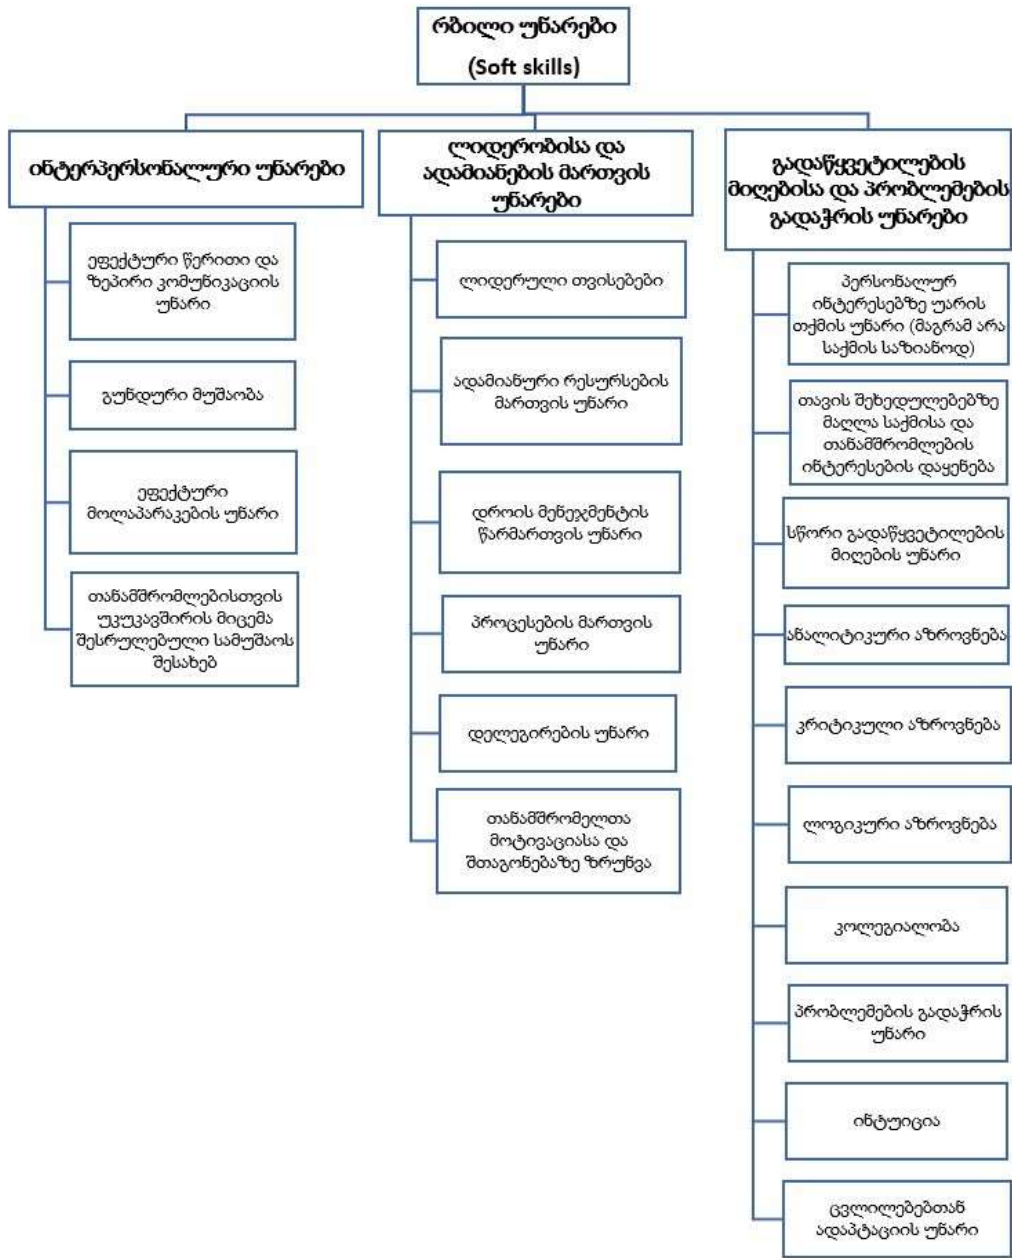 რბილი უნარები
(Soft skills)
ინტერპერსონალური უნარები
ეფექტური წერითი და
ზეპირი კომუნიკაციის
უნარი
გუნდური მუშაობა
ეფექტური
მოლაპარაკების უნარი
თანამშრომლებისთვის
უკუკავშირის მიცემა
შესრულებული სამუშაოს
შესახებ
ლიდერობისა და
ადამიანების მართვის
უნარები
ლიდერული თვისებები
ადამიანური რესურსების
მართვის უნარი
დროის მენეჯმენტის
წარმართვის უნარი
პროცესების მართვის
უნარი
დელეგირების უნარი
თანამშრომელთა
მოტივაციასა და
შთაგონებაზე ზრუნვა
გადაწყვეტილების
მიღებისა და პრობლემების
გადაჭრის უნარები
პერსონალურ
ინტერესებზე უარის
თქმის უნარი (მაგრამ არა
საქმის საზიანოდ)
თავის შეხედულებებზე
მაღლა საქმისა და
თანამშრომლების
ინტერესების დაყენება
სწორი გადაწყვეტილების
მიღების უნარი
ანალიტიკური აზროვნება
კრიტიკული აზროვნება
ლოგიკური აზროვნება
კოლეგიალობა
პრობლემების გადაჭრის
უნარი
ინტუიცია
ცვლილებებთან
ადაპტაციის უნარი